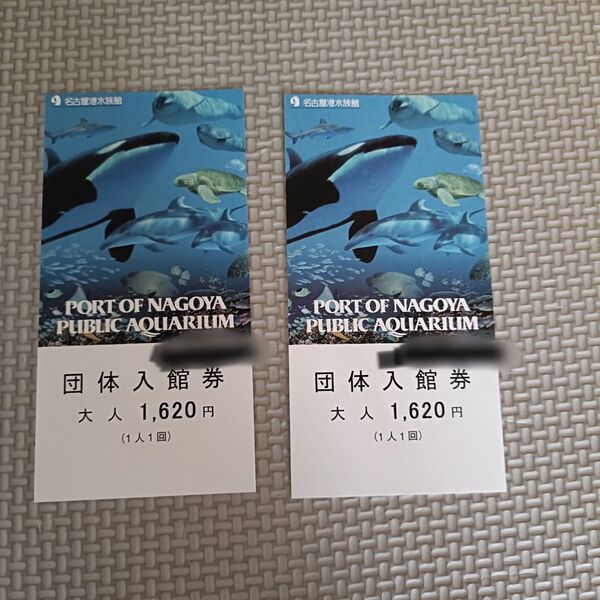 名古屋港水族館
PORT OF NAGOYA
PUBLIC AQUARIUM
団体入館券
大人 1,620円
(1人1回)
名古屋港水族館
PORT OF NAGOYA
PUBLIC AQUARIUM
団体入館券
大人 1,620円
(1人1回)